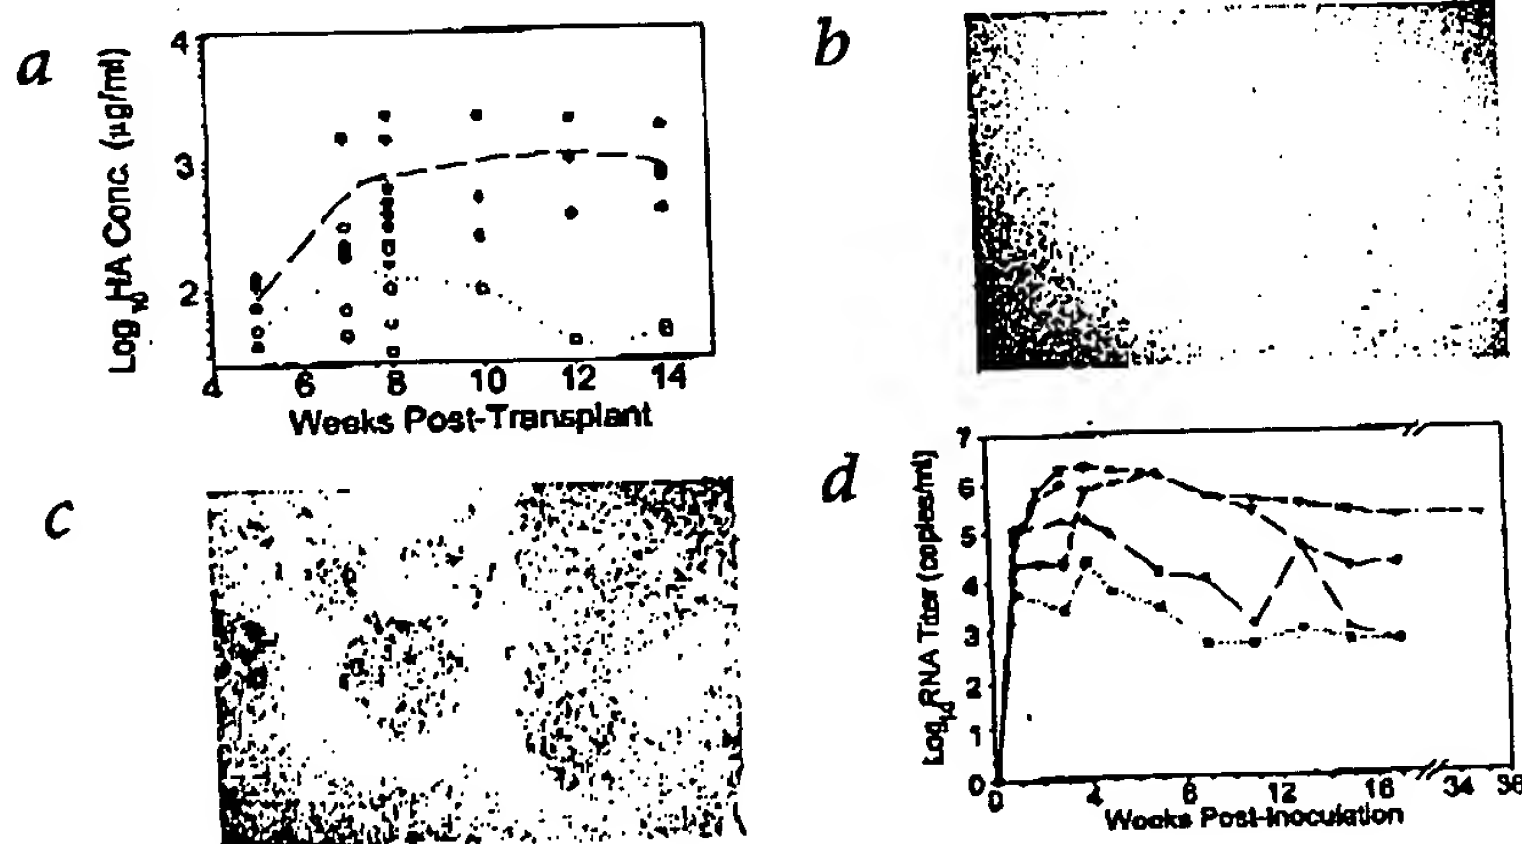 a
Log10 HA Conc. (µg/ml)
4
3
2
4 6 8 10 12 14
Weeks Post-Transplant
b
c
d
Log10 RNA Titer (copies/ml)
7
6
5
4
3
2
1
0
0 4 8 12 16 34 36
Weeks Post-Inoculation